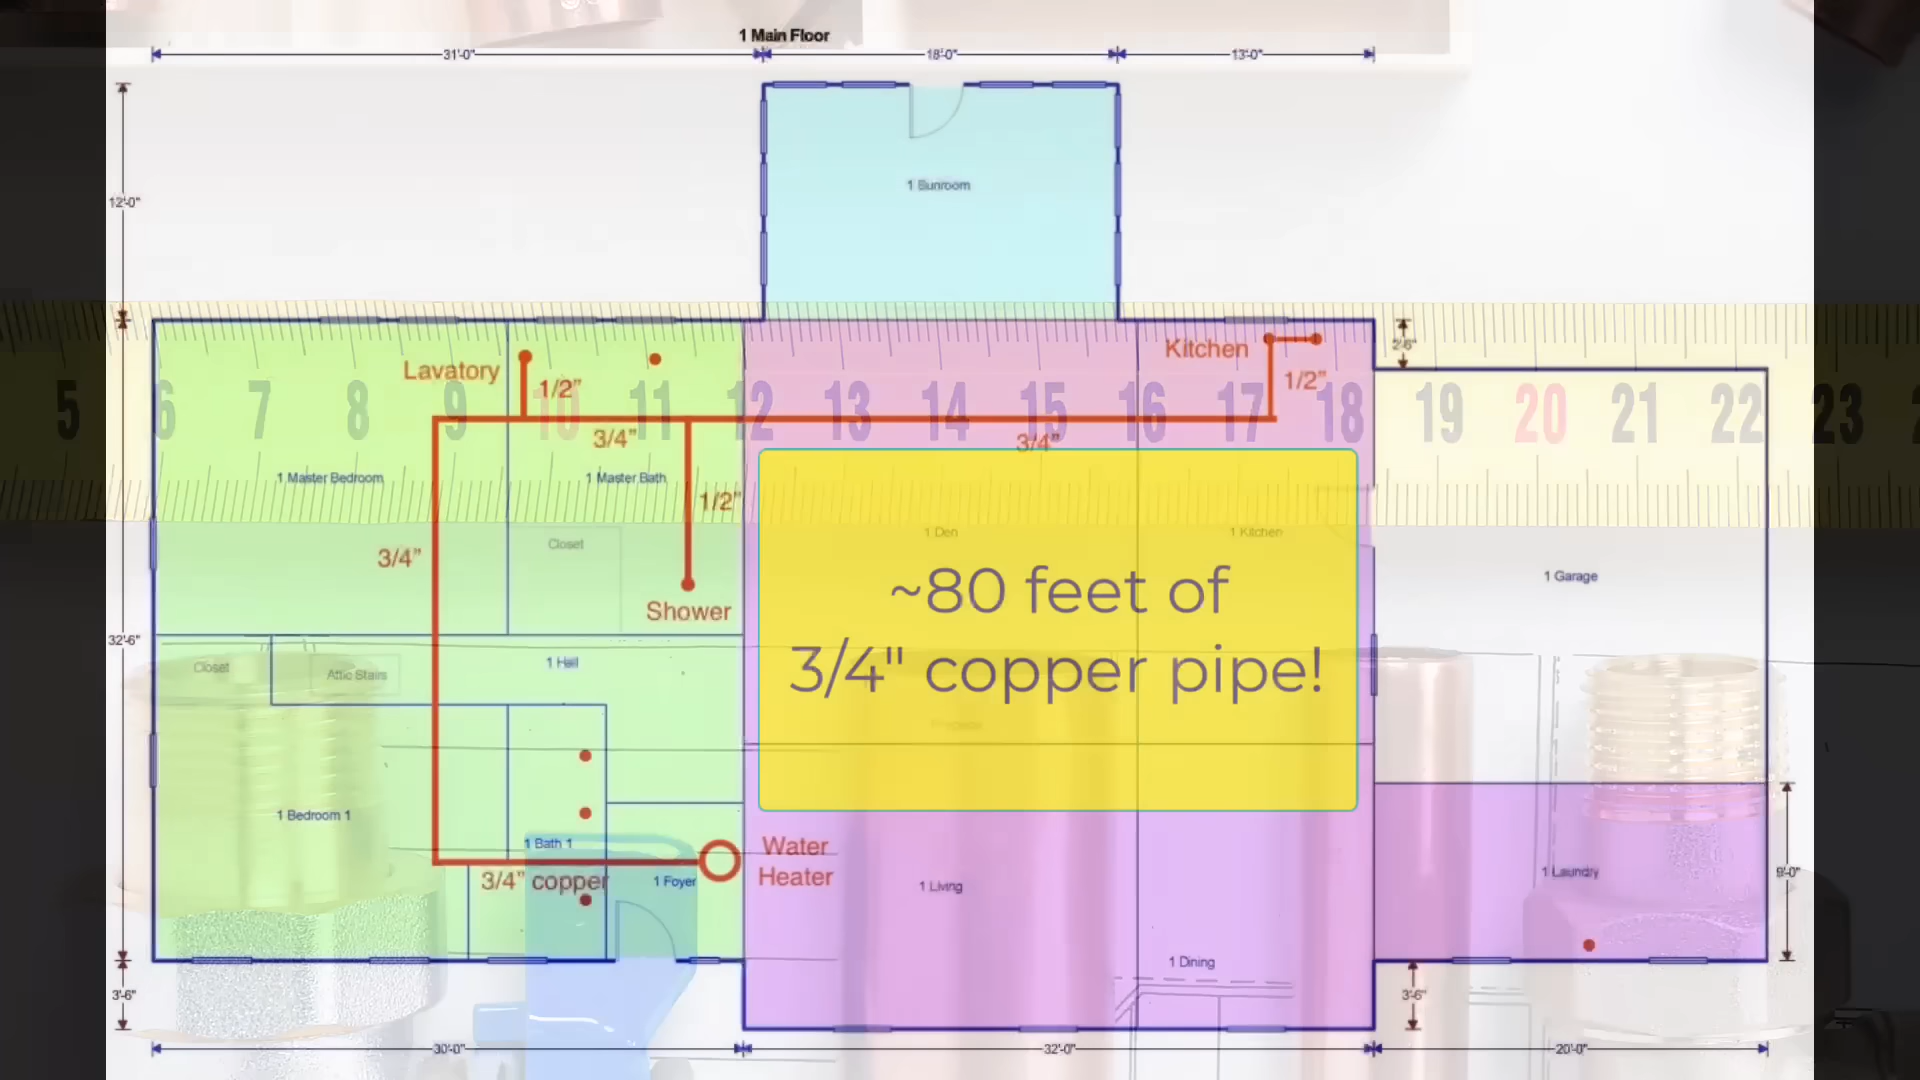 1 Main Floor
31'-0"
18'-0"
13'-0"
12'-0"
1 Sunroom
Lavatory
1/2”
Kitchen
1/2”
2'-6"
5 6 7 8 9 10 11 12 13 14 15 16 17 18 19 20 21 22 23
3/4”
3/4”
1 Master Bedroom
1 Master Bath
1/2”
3/4”
Closet
1 Den
1 Kitchen
1 Garage
~80 feet of
3/4" copper pipe!
Shower
32'-6"
Closet
Attic Stairs
1 Hall
1 Bedroom 1
1 Bath 1
Water
Heater
3/4” copper
1 Foyer
1 Living
1 Laundry
9'-0"
1 Dining
3'-6"
3'-6"
30'-0"
32'-0"
20'-0"